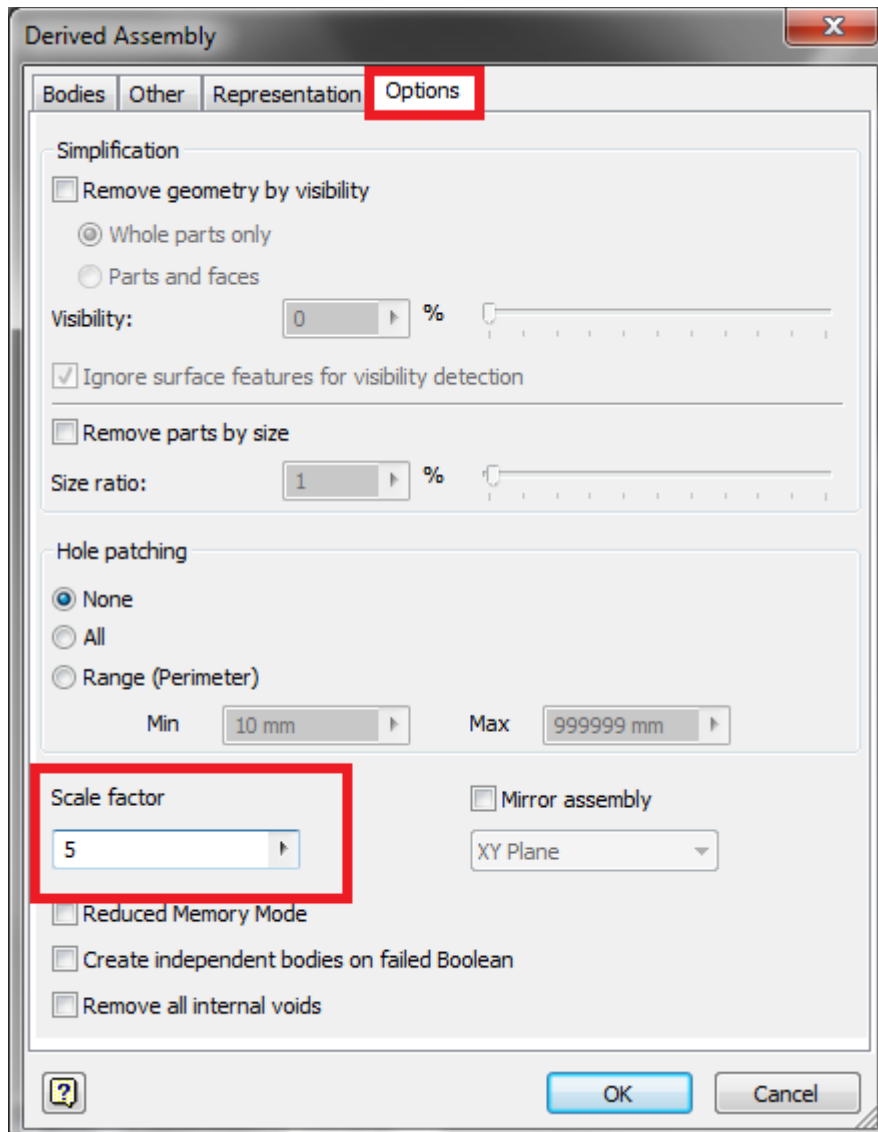 Derived Assembly
Bodies Other Representation Options
Simplification
Remove geometry by visibility
Whole parts only
Parts and faces
Visibility: 0 %
Ignore surface features for visibility detection
Remove parts by size
Size ratio: 1 %
Hole patching
None
All
Range (Perimeter)
Min 10 mm Max 999999 mm
Scale factor Mirror assembly
5 XY Plane
Reduced Memory Mode
Create independent bodies on failed Boolean
Remove all internal voids
? OK Cancel